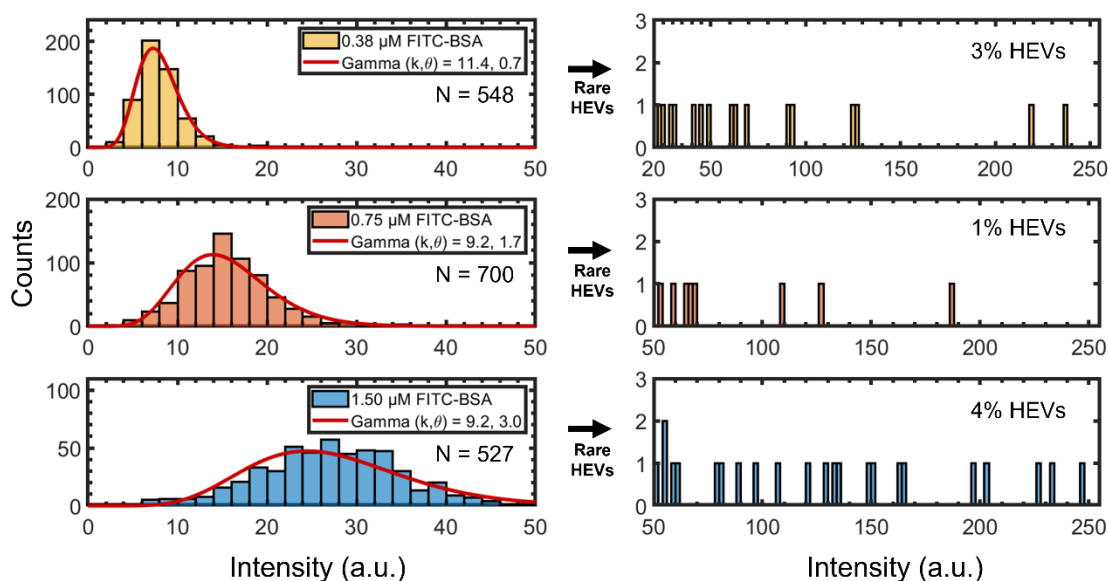 Counts
200
100
0
0.38 µM FITC-BSA
Gamma (k,θ) = 11.4, 0.7
N = 548
0 10 20 30 40 50
Rare
HEVs
3
2
1
0
3% HEVs
20 50 100 150 200 250
200
100
0
0.75 µM FITC-BSA
Gamma (k,θ) = 9.2, 1.7
N = 700
0 10 20 30 40 50
Rare
HEVs
3
2
1
0
1% HEVs
50 100 150 200 250
100
50
0
1.50 µM FITC-BSA
Gamma (k,θ) = 9.2, 3.0
N = 527
0 10 20 30 40 50
Intensity (a.u.)
Rare
HEVs
3
2
1
0
4% HEVs
50 100 150 200 250
Intensity (a.u.)